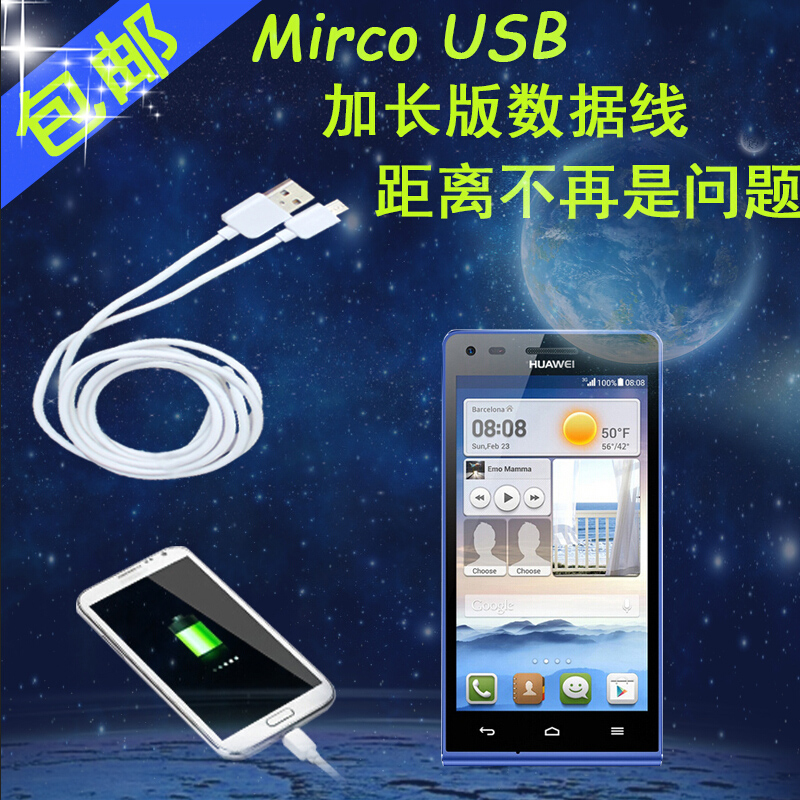 包邮
Mirco USB
加长版数据线
距离不再是问题
HUAWEI
3G 100% 08:08
Barcelona
08:08
Sun,Feb 23
50°F
56°/42°
Emo Mamma
Choose
Choose
Google